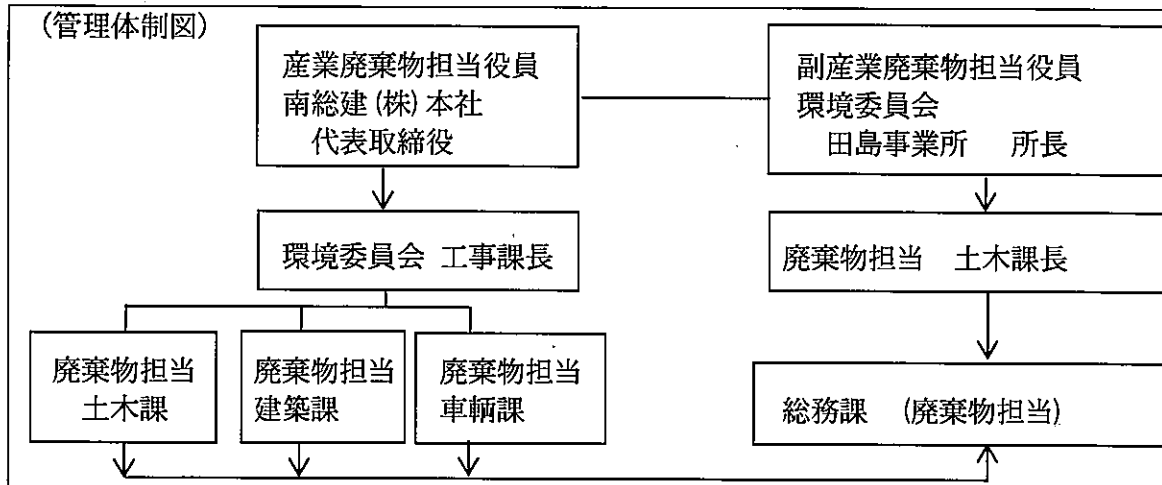 (管理体制図)
産業廃棄物担当役員
南総建(株)本社
代表取締役
副産業廃棄物担当役員
環境委員会
田島事業所 所長
環境委員会 工事課長
廃棄物担当 土木課長
廃棄物担当
土木課
廃棄物担当
建築課
廃棄物担当
車輌課
総務課 (廃棄物担当)